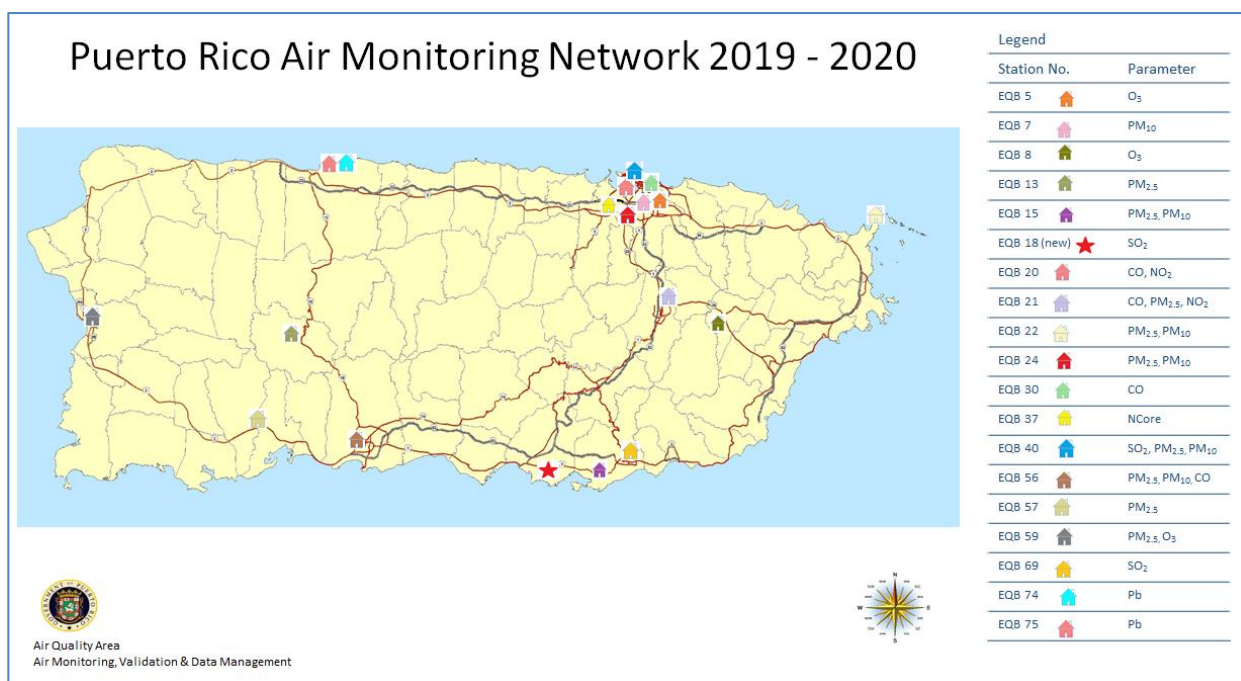 Puerto Rico Air Monitoring Network 2019 - 2020
Legend
Station No. Parameter
EQB 5 O₃
EQB 7 PM₁₀
EQB 8 O₃
EQB 13 PM₂.₅
EQB 15 PM₂.₅, PM₁₀
EQB 18 (new) SO₂
EQB 20 CO, NO₂
EQB 21 CO, PM₂.₅, NO₂
EQB 22 PM₂.₅, PM₁₀
EQB 24 PM₂.₅, PM₁₀
EQB 30 CO
EQB 37 NCore
EQB 40 SO₂, PM₂.₅, PM₁₀
EQB 56 PM₂.₅, PM₁₀, CO
EQB 57 PM₂.₅
EQB 59 PM₂.₅, O₃
EQB 69 SO₂
EQB 74 Pb
EQB 75 Pb
N
W E
S
GOVERNMENT OF PUERTO RICO
Air Quality Area
Air Monitoring, Validation & Data Management